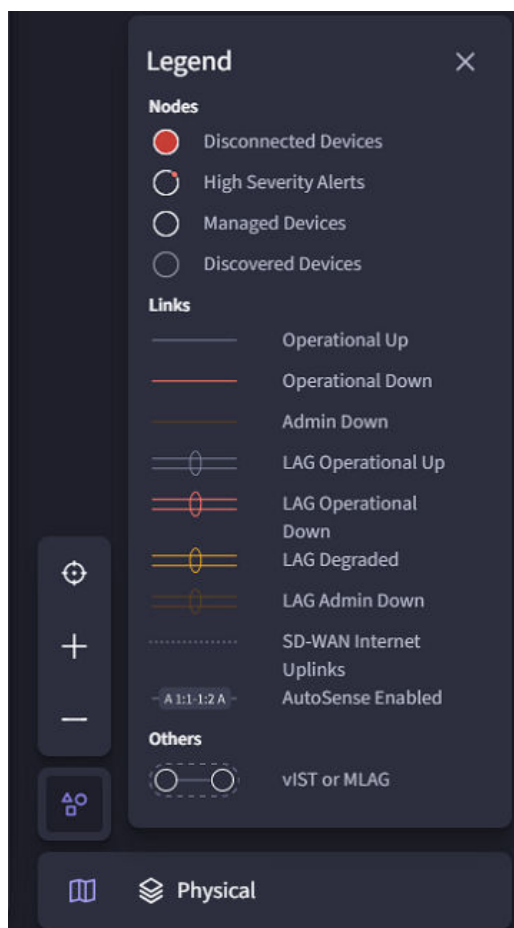 Legend
Nodes
Disconnected Devices
High Severity Alerts
Managed Devices
Discovered Devices
Links
Operational Up
Operational Down
Admin Down
LAG Operational Up
LAG Operational
Down
LAG Degraded
LAG Admin Down
SD-WAN Internet
Uplinks
A 1:1-1:2 A
AutoSense Enabled
Others
vIST or MLAG
Physical